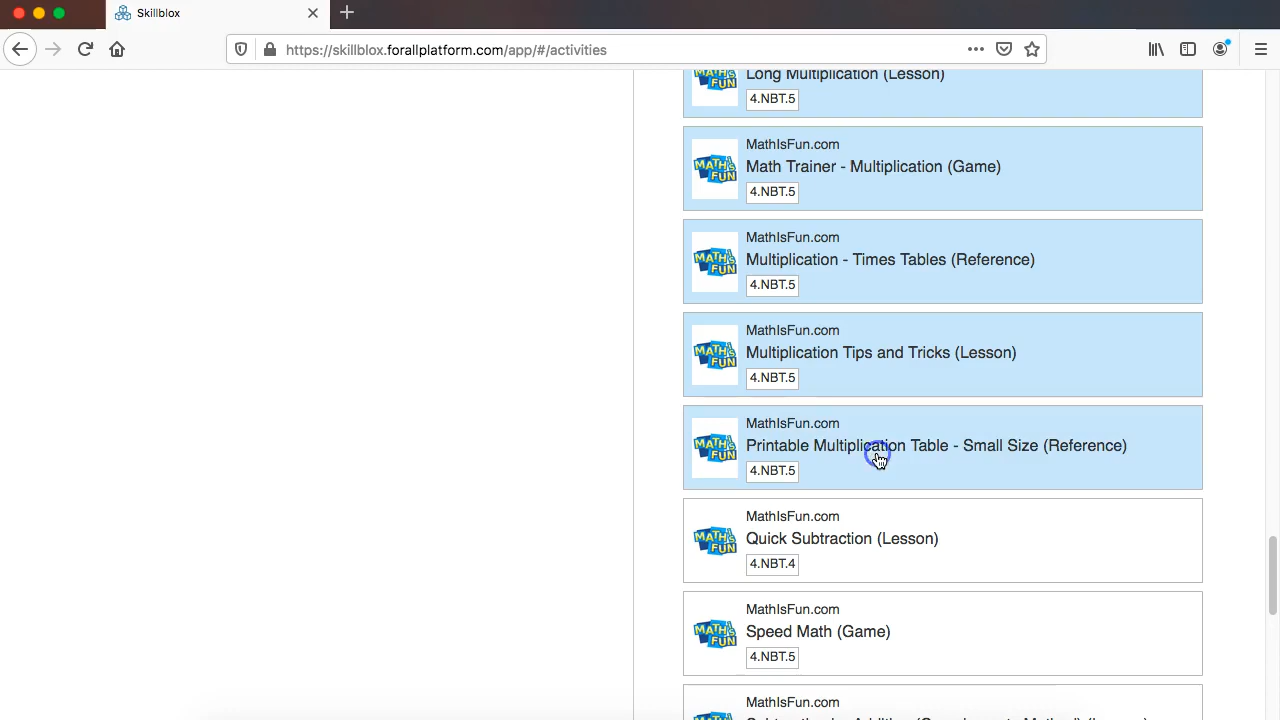 Skillblox
https://skillblox.forallplatform.com/app/#/activities
Long Multiplication (Lesson)
4.NBT.5
MathIsFun.com
Math Trainer - Multiplication (Game)
4.NBT.5
MathIsFun.com
Multiplication - Times Tables (Reference)
4.NBT.5
MathIsFun.com
Multiplication Tips and Tricks (Lesson)
4.NBT.5
MathIsFun.com
Printable Multiplication Table - Small Size (Reference)
4.NBT.5
MathIsFun.com
Quick Subtraction (Lesson)
4.NBT.4
MathIsFun.com
Speed Math (Game)
4.NBT.5
MathIsFun.com